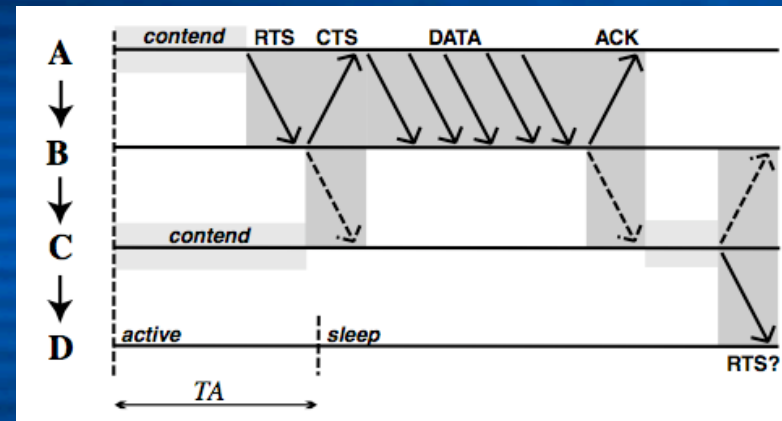 contend RTS CTS DATA ACK
A
B
contend
C
active sleep
D
RTS?
TA